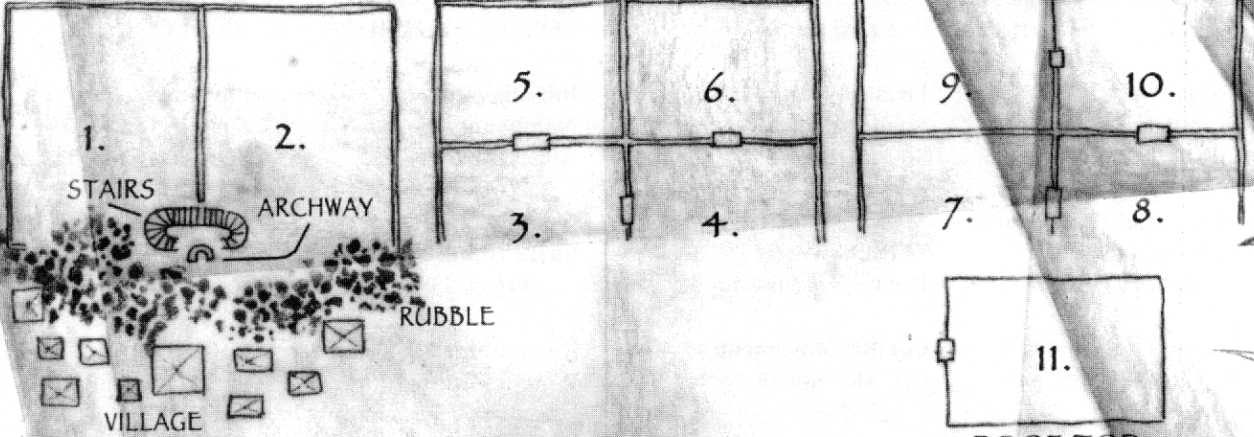 5.
6.
9.
10.
1.
2.
STAIRS
ARCHWAY
3.
4.
7.
8.
RUBBLE
11.
VILLAGE